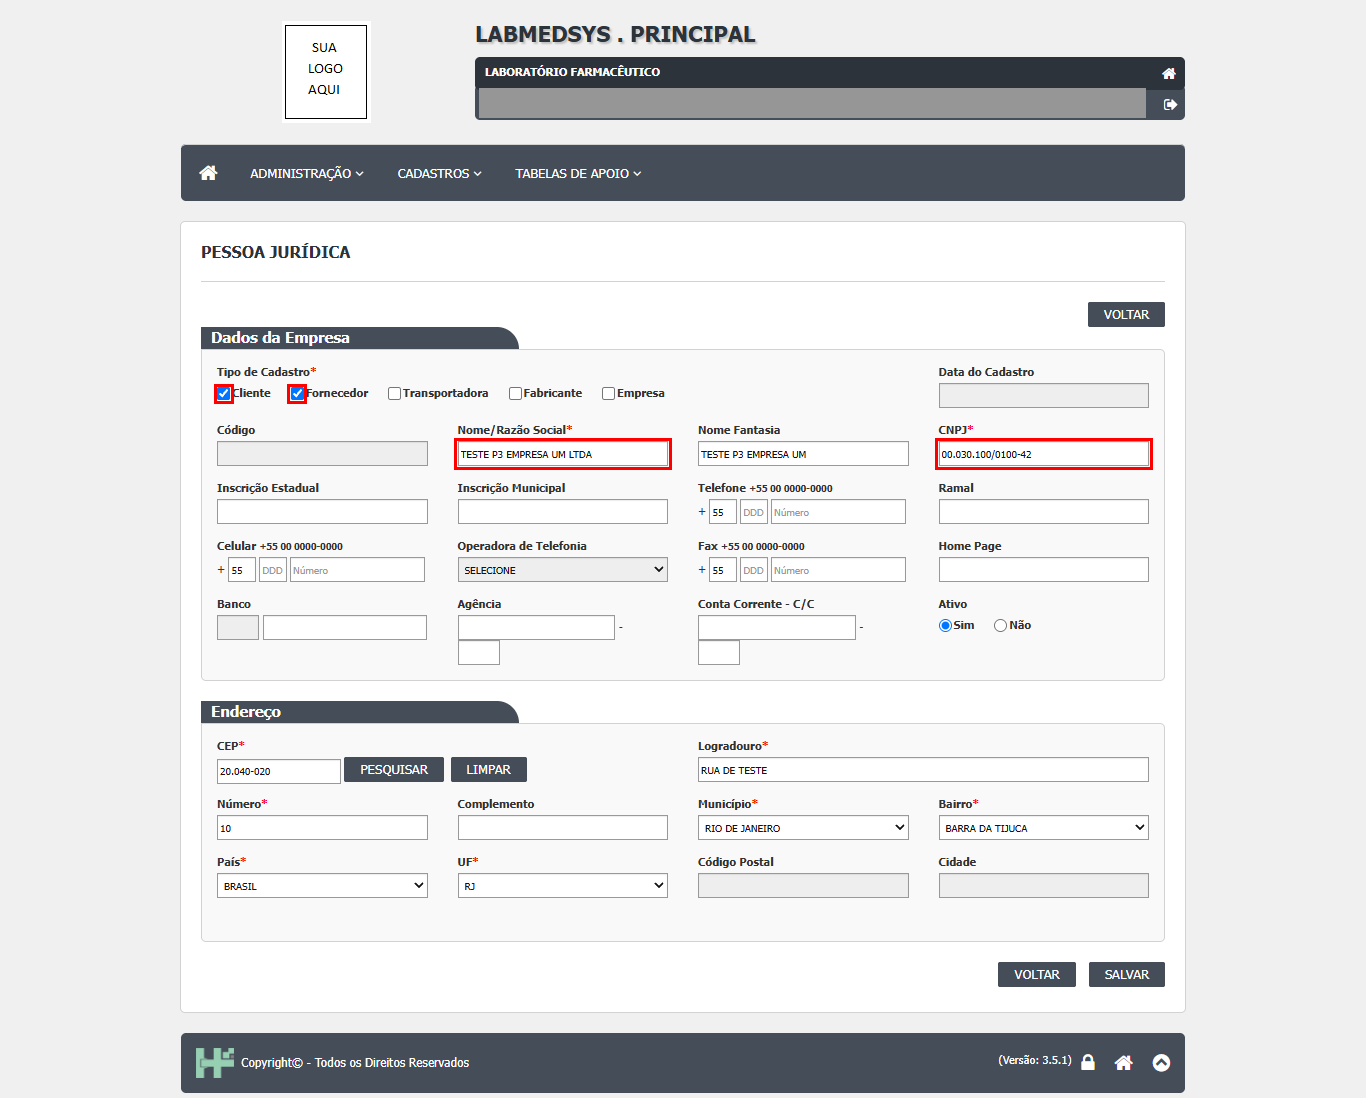 SUA
LOGO
AQUI
LABMEDSYS . PRINCIPAL
LABORATÓRIO FARMACÊUTICO
ADMINISTRAÇÃO CADASTROS TABELAS DE APOIO
PESSOA JURÍDICA
VOLTAR
Dados da Empresa
Tipo de Cadastro* Data do Cadastro
Cliente Fornecedor Transportadora Fabricante Empresa
Código Nome/Razão Social* Nome Fantasia CNPJ*
TESTE P3 EMPRESA UM LTDA TESTE P3 EMPRESA UM 00.030.100/0100-42
Inscrição Estadual Inscrição Municipal Telefone +55 00 0000-0000 Ramal
+ 55 DDD Número
Celular +55 00 0000-0000 Operadora de Telefonia Fax +55 00 0000-0000 Home Page
+ 55 DDD Número SELECIONE + 55 DDD Número
Banco Agência Conta Corrente - C/C Ativo
- - Sim Não
Endereço
CEP* Logradouro*
20.040-020 PESQUISAR LIMPAR RUA DE TESTE
Número* Complemento Município* Bairro*
10 RIO DE JANEIRO BARRA DA TIJUCA
País* UF* Código Postal Cidade
BRASIL RJ
VOLTAR SALVAR
Copyright© - Todos os Direitos Reservados (Versão: 3.5.1)